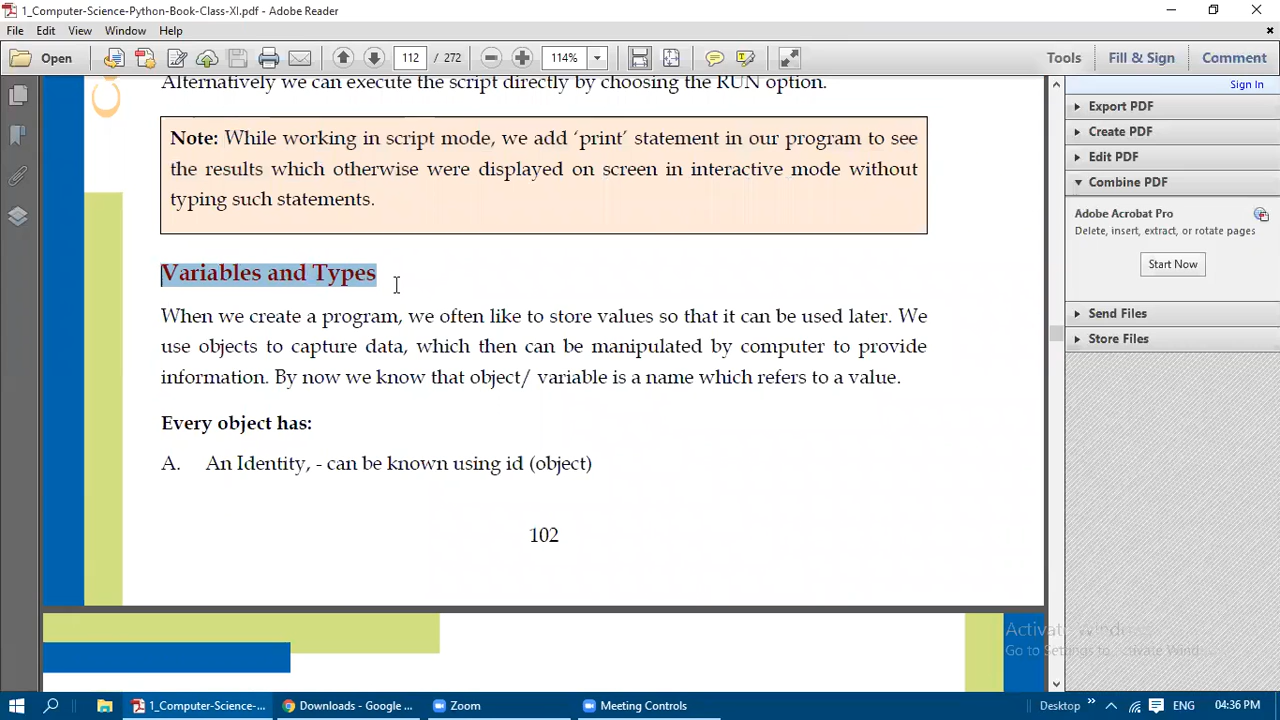 1_Computer-Science-Python-Book-Class-XI.pdf - Adobe Reader
File Edit View Window Help
Open 112 / 272 114% Tools Fill & Sign Comment
Alternatively we can execute the script directly by choosing the RUN option.
Note: While working in script mode, we add ‘print’ statement in our program to see
the results which otherwise were displayed on screen in interactive mode without
typing such statements.
Variables and Types
When we create a program, we often like to store values so that it can be used later. We
use objects to capture data, which then can be manipulated by computer to provide
information. By now we know that object/ variable is a name which refers to a value.
Every object has:
A. An Identity, - can be known using id (object)
102
Sign In
Export PDF
Create PDF
Edit PDF
Combine PDF
Adobe Acrobat Pro
Delete, insert, extract, or rotate pages
Start Now
Send Files
Store Files
Activate Windows
Go to Settings to Activate Windows
1_Computer-Science-... Downloads - Google ... Zoom Meeting Controls Desktop » ENG 04:36 PM